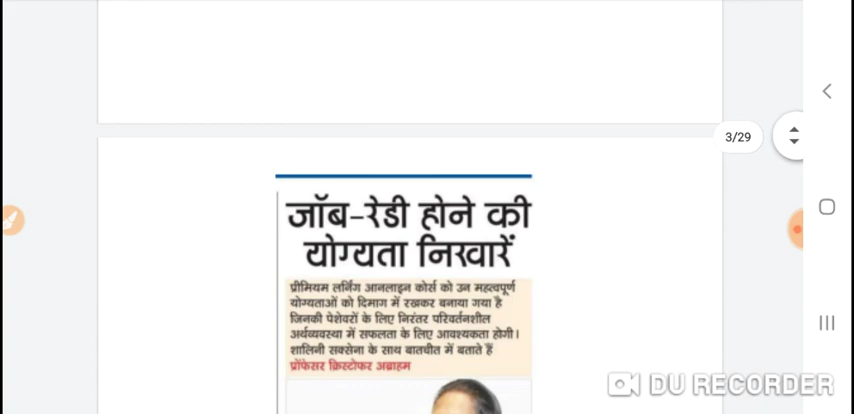 3/29
जॉब-रेडी होने की
योग्यता निखारें
प्रीमियम लर्निंग आनलाइन कोर्स को उन महत्वपूर्ण
योग्यताओं को दिमाग में रखकर बनाया गया है
जिनकी पेशेवरों के लिए निरंतर परिवर्तनशील
अर्थव्यवस्था में सफलता के लिए आवश्यकता होगी।
शालिनी सक्सेना के साथ बातचीत में बताते हैं
प्रोफेसर क्रिस्टोफर अब्राहम
DU RECORDER